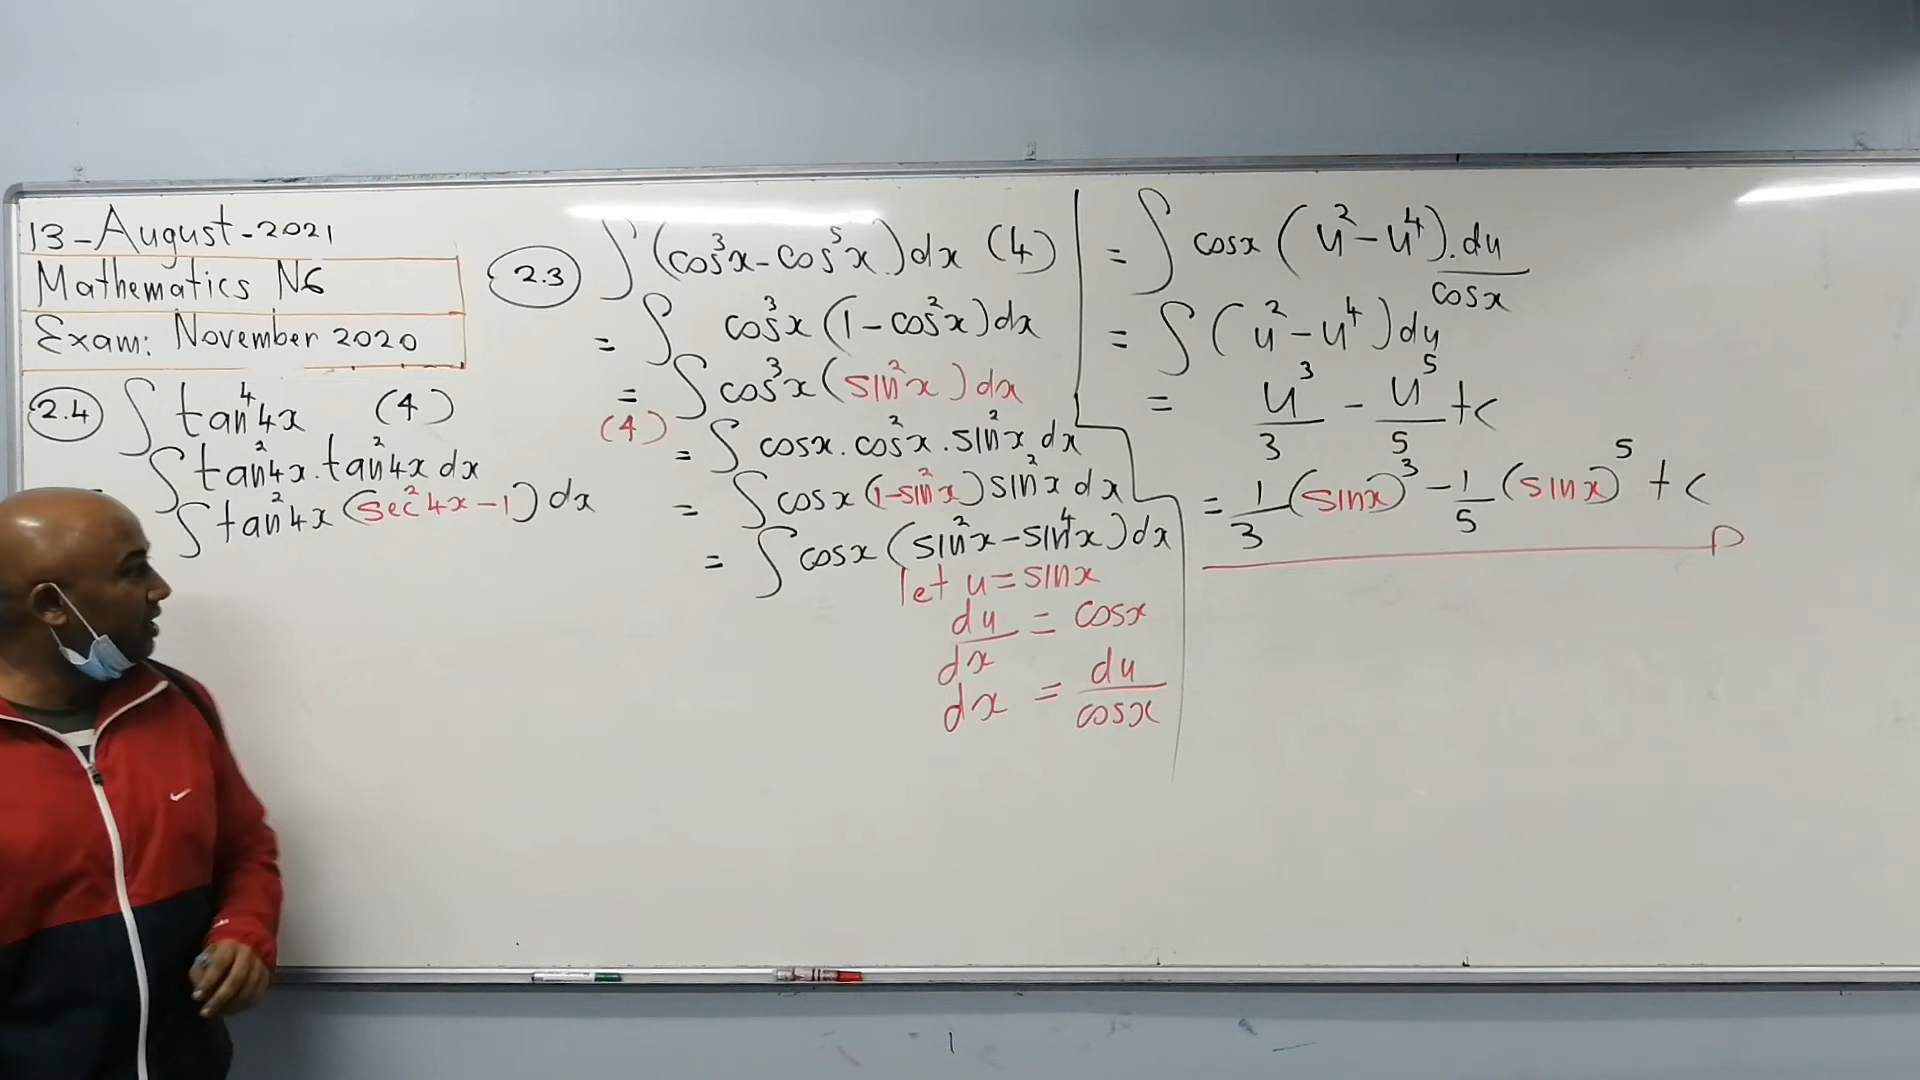 13-August-2021
Mathematics N6
Exam: November 2020
2.4 ∫ tan⁴4x (4)
= ∫ tan²4x . tan²4x dx
∫ tan²4x (sec²4x - 1) dx
2.3 ∫ (cos³x - cos⁵x) dx (4)
= ∫ cos³x (1 - cos²x) dx
= ∫ cos³x (sin²x) dx
(4)
= ∫ cosx . cos²x . sin²x dx
= ∫ cosx (1-sin²x) sin²x dx
= ∫ cosx (sin²x - sin⁴x) dx
let u = sinx
du/dx = cosx
dx = du/cosx
= ∫ cosx (u² - u⁴) . du/cosx
= ∫ (u² - u⁴) du
= u³/3 - u⁵/5 + c
= 1/3 (sinx)³ - 1/5 (sinx)⁵ + c